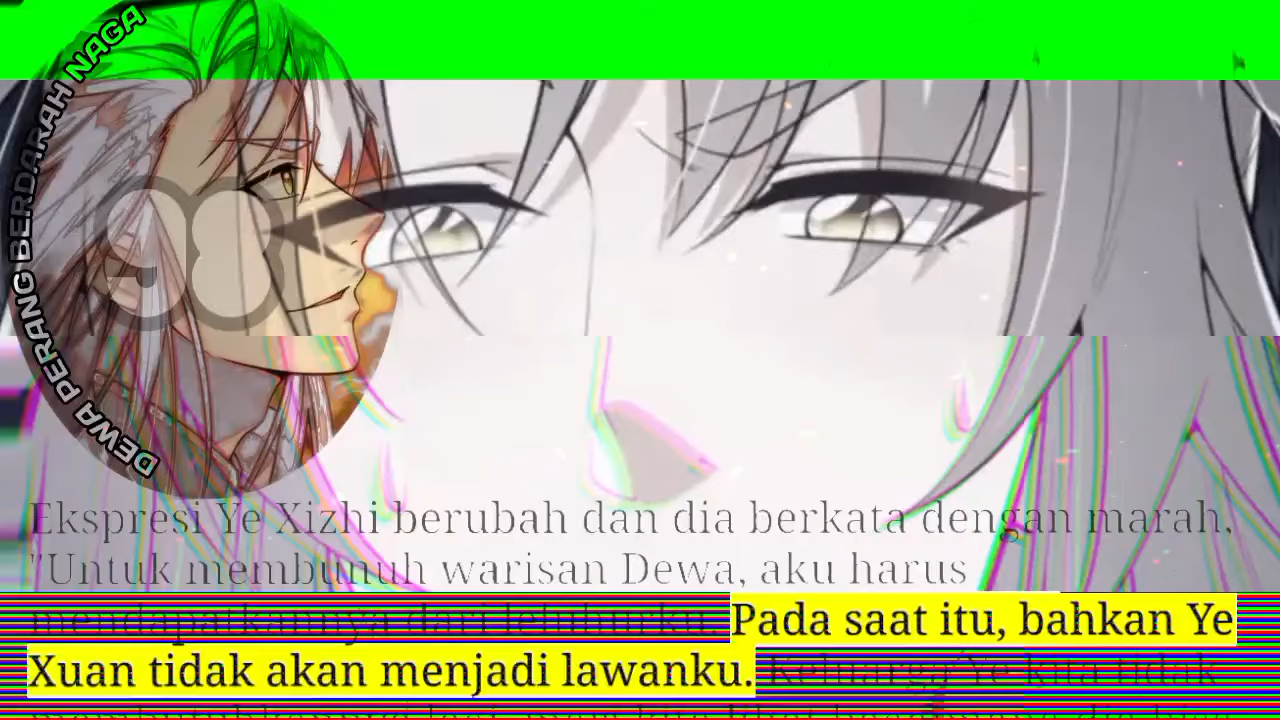 DEWA PERANG BERDARAH NAGA
Ekspresi Ye Xizhi berubah dan dia berkata dengan marah,
"Untuk membunuh warisan Dewa, aku harus
mendapatkannya dari leluhurku. Pada saat itu, bahkan Ye
Xuan tidak akan menjadi lawanku. Keluarga Ye kita tidak